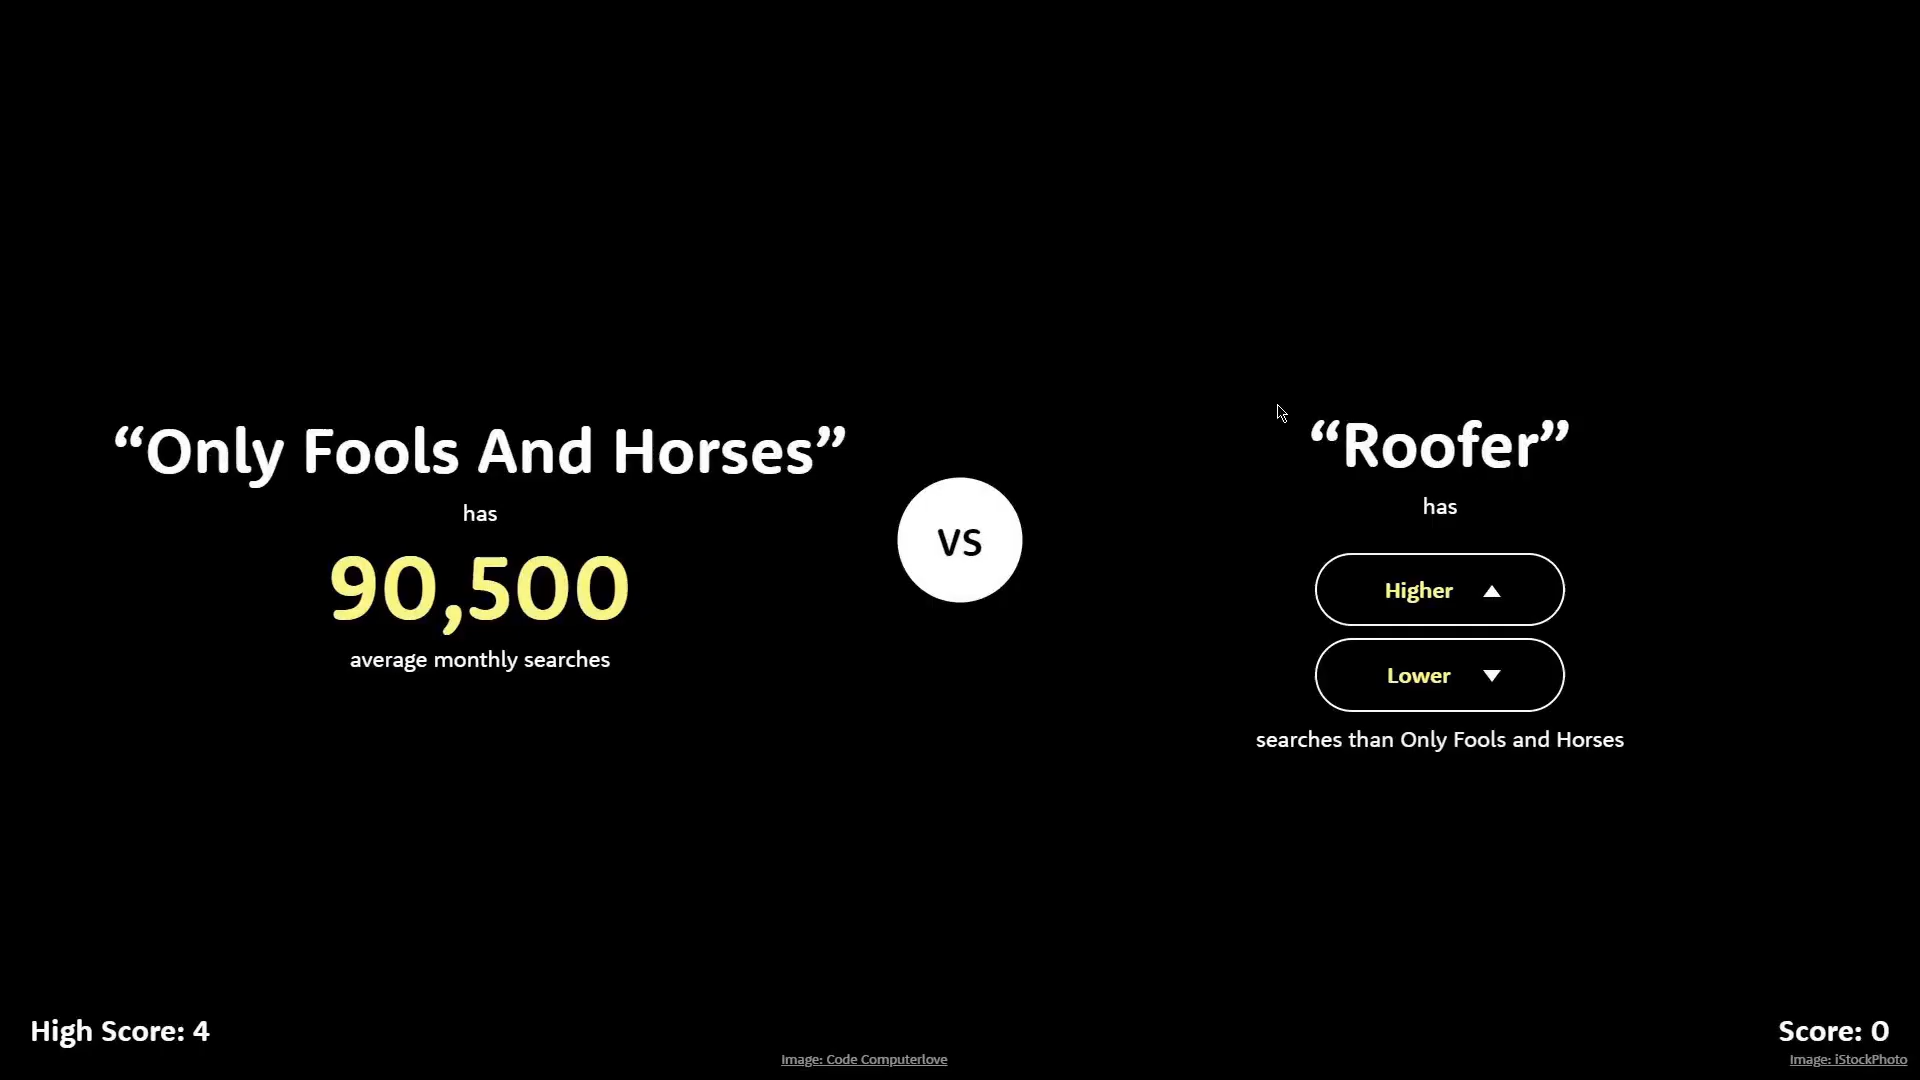 “Only Fools And Horses”
has
90,500
average monthly searches
VS
“Roofer”
has
Higher ▲
Lower ▼
searches than Only Fools and Horses
High Score: 4
Score: 0
Image: Code Computerlove
Image: iStockPhoto